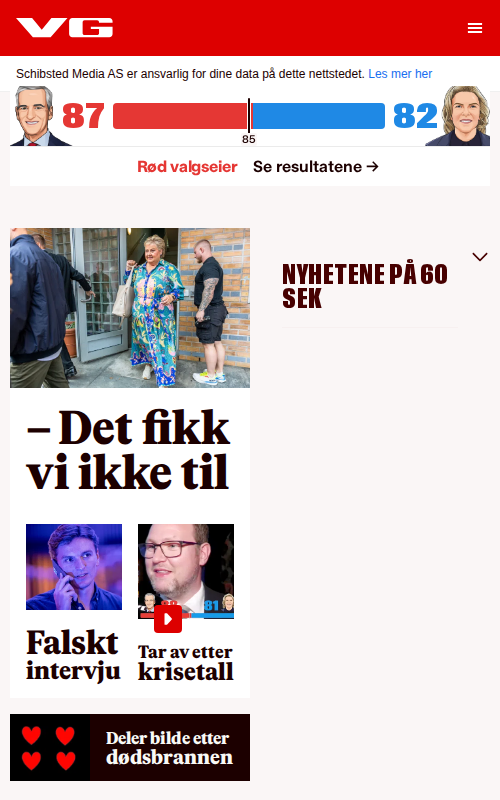 VG
Schibsted Media AS er ansvarlig for dine data på dette nettstedet. Les mer her
87
82
85
Rød valgseier Se resultatene →
NYHETENE PÅ 60
SEK
– Det fikk
vi ikke til
81
Falskt
intervju
Tar av etter
krisetall
Deler bilde etter
dødsbrannen